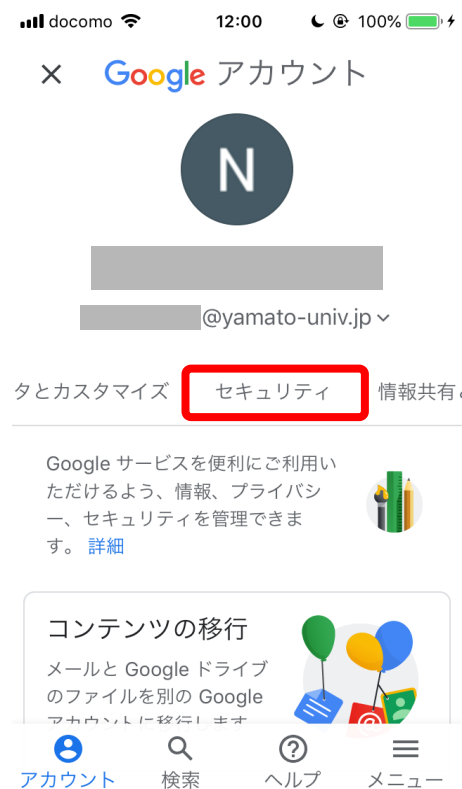 docomo 12:00 100%
Google アカウント
N
@yamato-univ.jp
タとカスタマイズ セキュリティ 情報共有
Google サービスを便利にご利用い
ただけるよう、情報、プライバシ
ー、セキュリティを管理できま
す。 詳細
コンテンツの移行
メールと Google ドライブ
のファイルを別の Google
アカウントに移行します
アカウント 検索 ヘルプ メニュー